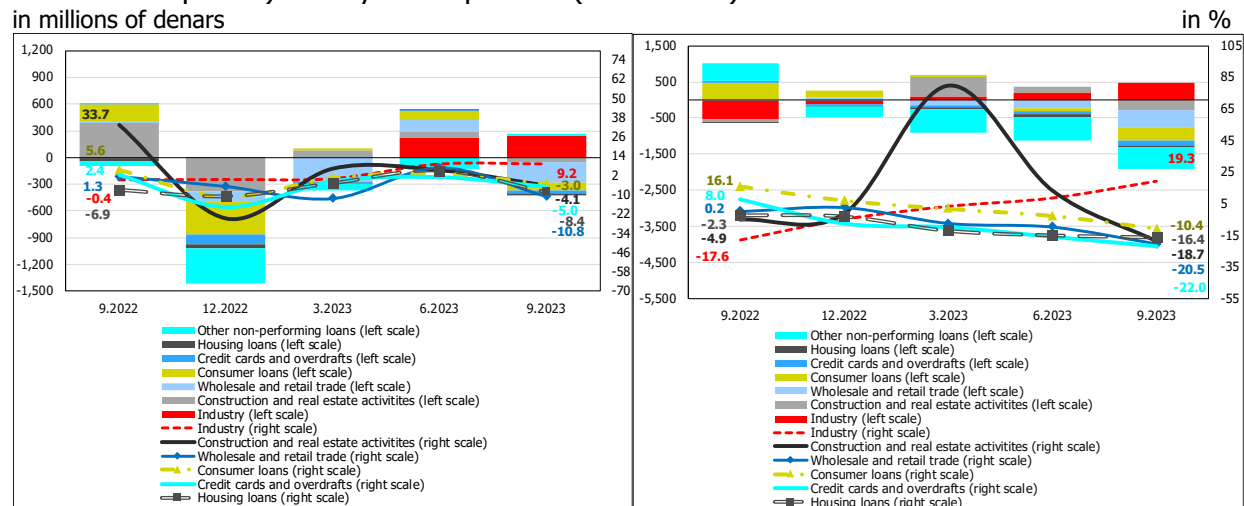 in millions of denars
in %
1,200
900
600
300
0
-300
-600
-900
-1,200
-1,500
33.7
5.6
2.4
1.3
-0.4
-6.9
9.2
-3.0
-4.1
-5.0
-8.4
-10.8
74
62
50
38
26
14
2
-10
-22
-34
-46
-58
-70
9.2022
12.2022
3.2023
6.2023
9.2023
Other non-performing loans (left scale)
Housing loans (left scale)
Credit cards and overdrafts (left scale)
Consumer loans (left scale)
Wholesale and retail trade (left scale)
Construction and real estate activitites (left scale)
Industry (left scale)
Industry (right scale)
Construction and real estate activitites (right scale)
Wholesale and retail trade (right scale)
Consumer loans (right scale)
Credit cards and overdrafts (right scale)
Housing loans (right scale)
1,500
500
-500
-1,500
-2,500
-3,500
-4,500
-5,500
16.1
8.0
0.2
-2.3
-4.9
-17.6
19.3
-10.4
-16.4
-18.7
-20.5
-22.0
105
85
65
45
25
5
-15
-35
-55
9.2022
12.2022
3.2023
6.2023
9.2023
Other non-performing loans (left scale)
Housing loans (left scale)
Credit cards and overdrafts (left scale)
Consumer loans (left scale)
Wholesale and retail trade (left scale)
Construction and real estate activitites (left scale)
Industry (left scale)
Industry (right scale)
Construction and real estate activitites (right scale)
Wholesale and retail trade (right scale)
Consumer loans (right scale)
Credit cards and overdrafts (right scale)
Housing loans (right scale)